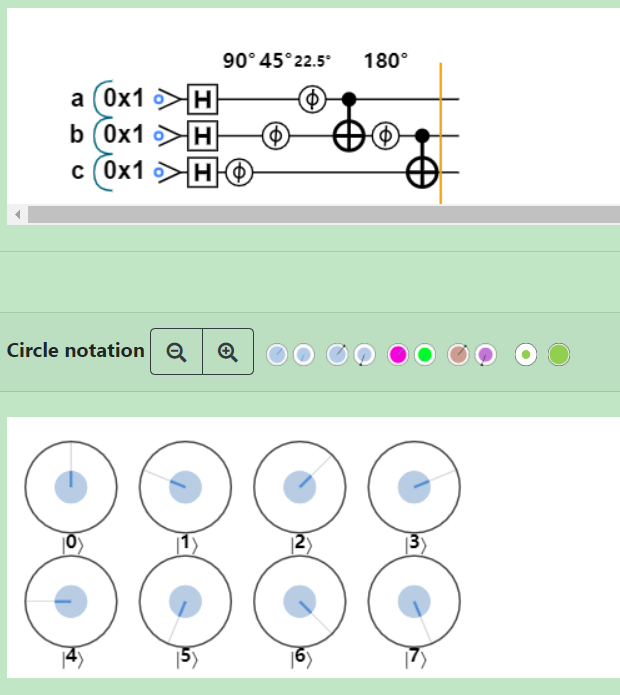 90° 45° 22.5° 180°
a 0x1 H ϕ
b 0x1 H ϕ ϕ
c 0x1 H ϕ
Circle notation
|0⟩ |1⟩ |2⟩ |3⟩
|4⟩ |5⟩ |6⟩ |7⟩